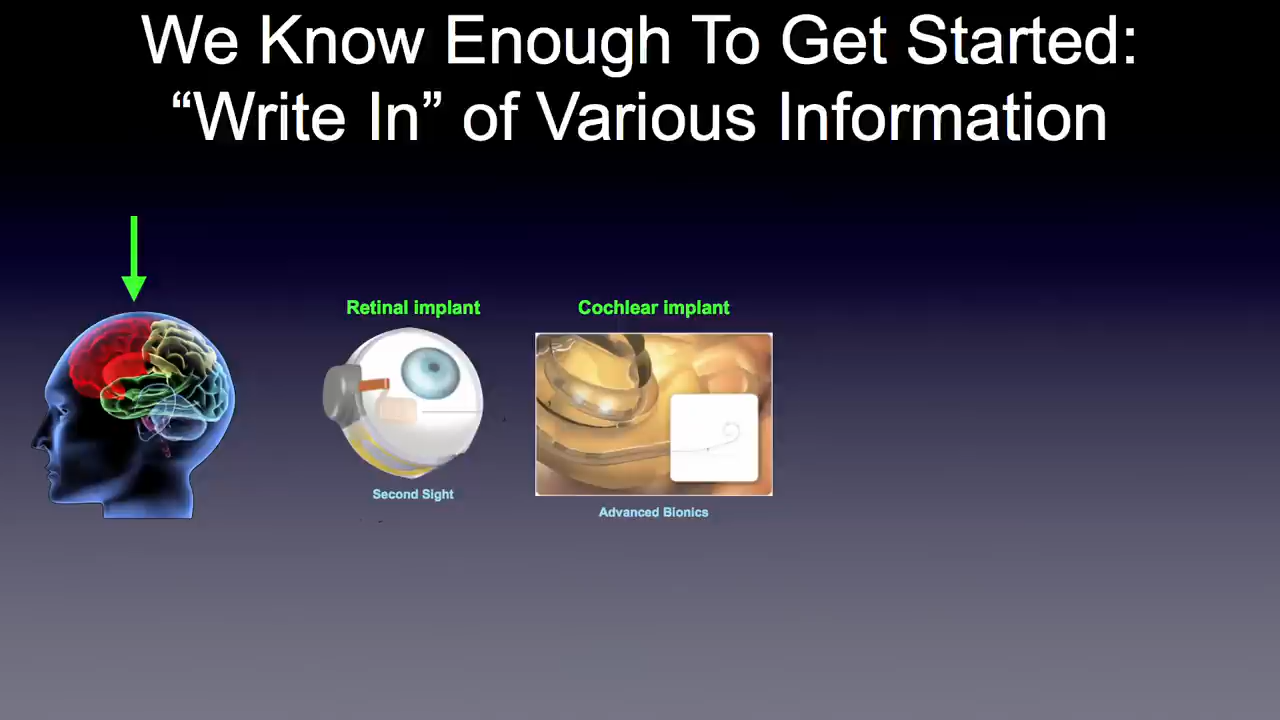 We Know Enough To Get Started:
“Write In” of Various Information
Retinal implant
Cochlear implant
Second Sight
Advanced Bionics